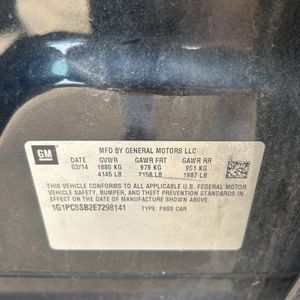 GM
MFD BY GENERAL MOTORS LLC
DATE GVWR GAWR FRT GAWR RR
02/14 1880 KG 979 KG 901 KG
4145 LB 2158 LB 1987 LB
THIS VEHICLE CONFORMS TO ALL APPLICABLE U.S. FEDERAL MOTOR
VEHICLE SAFETY, BUMPER, AND THEFT PREVENTION STANDARDS IN
EFFECT ON THE DATE OF MANUFACTURE SHOWN ABOVE.
1G1PC5SB2E7298141 TYPE: PASS CAR